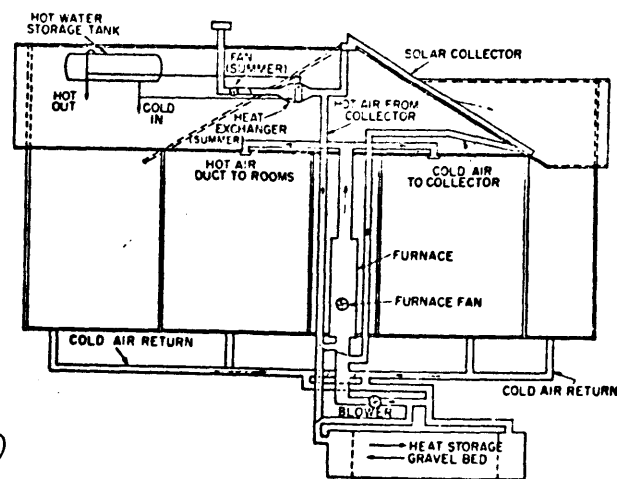 HOT WATER
STORAGE TANK
FAN
(SUMMER)
SOLAR COLLECTOR
HOT
OUT
COLD
IN
HOT AIR FROM
COLLECTOR
HEAT
EXCHANGER
(SUMMER)
HOT AIR
DUCT TO ROOMS
COLD AIR
TO COLLECTOR
FURNACE
FURNACE FAN
COLD AIR RETURN
COLD AIR
RETURN
BLOWER
HEAT STORAGE
GRAVEL BED